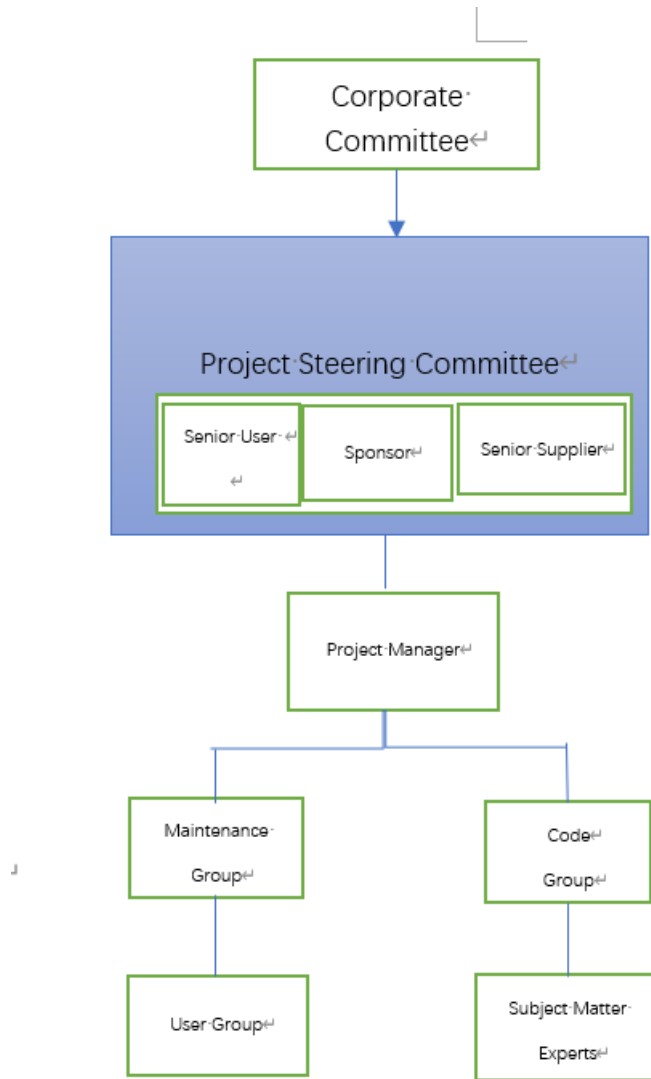 Corporate
Committee
Project Steering Committee
Senior User
Sponsor
Senior Supplier
Project Manager
Maintenance
Group
Code
Group
User Group
Subject Matter
Experts